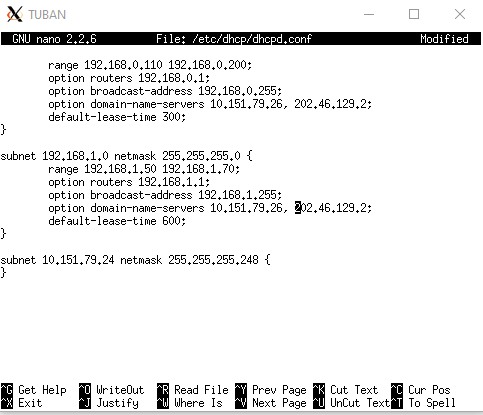 TUBAN
GNU nano 2.2.6 File: /etc/dhcp/dhcpd.conf Modified
range 192.168.0.110 192.168.0.200;
option routers 192.168.0.1;
option broadcast-address 192.168.0.255;
option domain-name-servers 10.151.79.26, 202.46.129.2;
default-lease-time 300;
}
subnet 192.168.1.0 netmask 255.255.255.0 {
range 192.168.1.50 192.168.1.70;
option routers 192.168.1.1;
option broadcast-address 192.168.1.255;
option domain-name-servers 10.151.79.26, 202.46.129.2;
default-lease-time 600;
}
subnet 10.151.79.24 netmask 255.255.255.248 {
}
^G Get Help ^O WriteOut ^R Read File ^Y Prev Page ^K Cut Text ^C Cur Pos
^X Exit ^J Justify ^W Where Is ^V Next Page ^U UnCut Text ^T To Spell